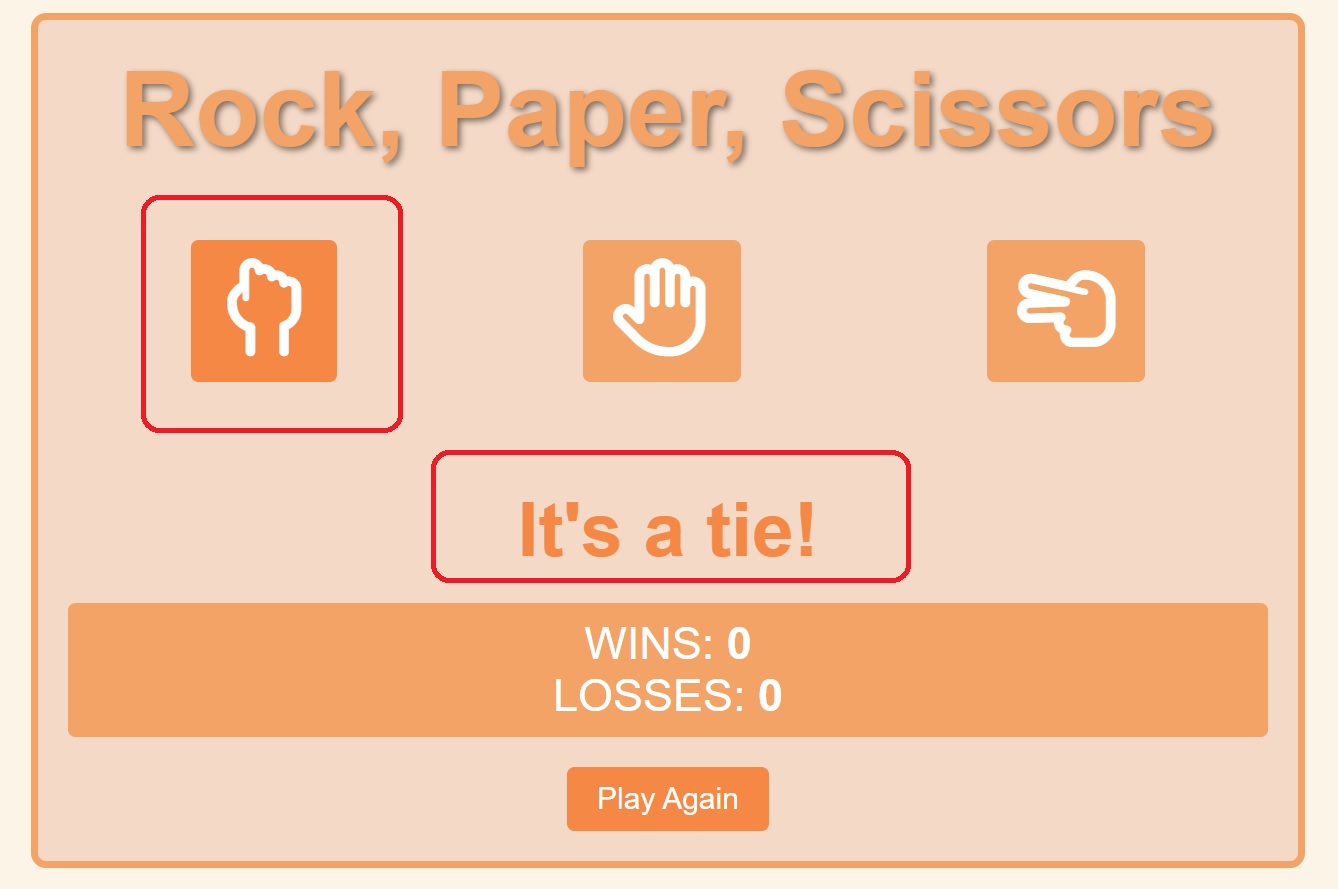 Rock, Paper, Scissors
It's a tie!
WINS: 0
LOSSES: 0
Play Again